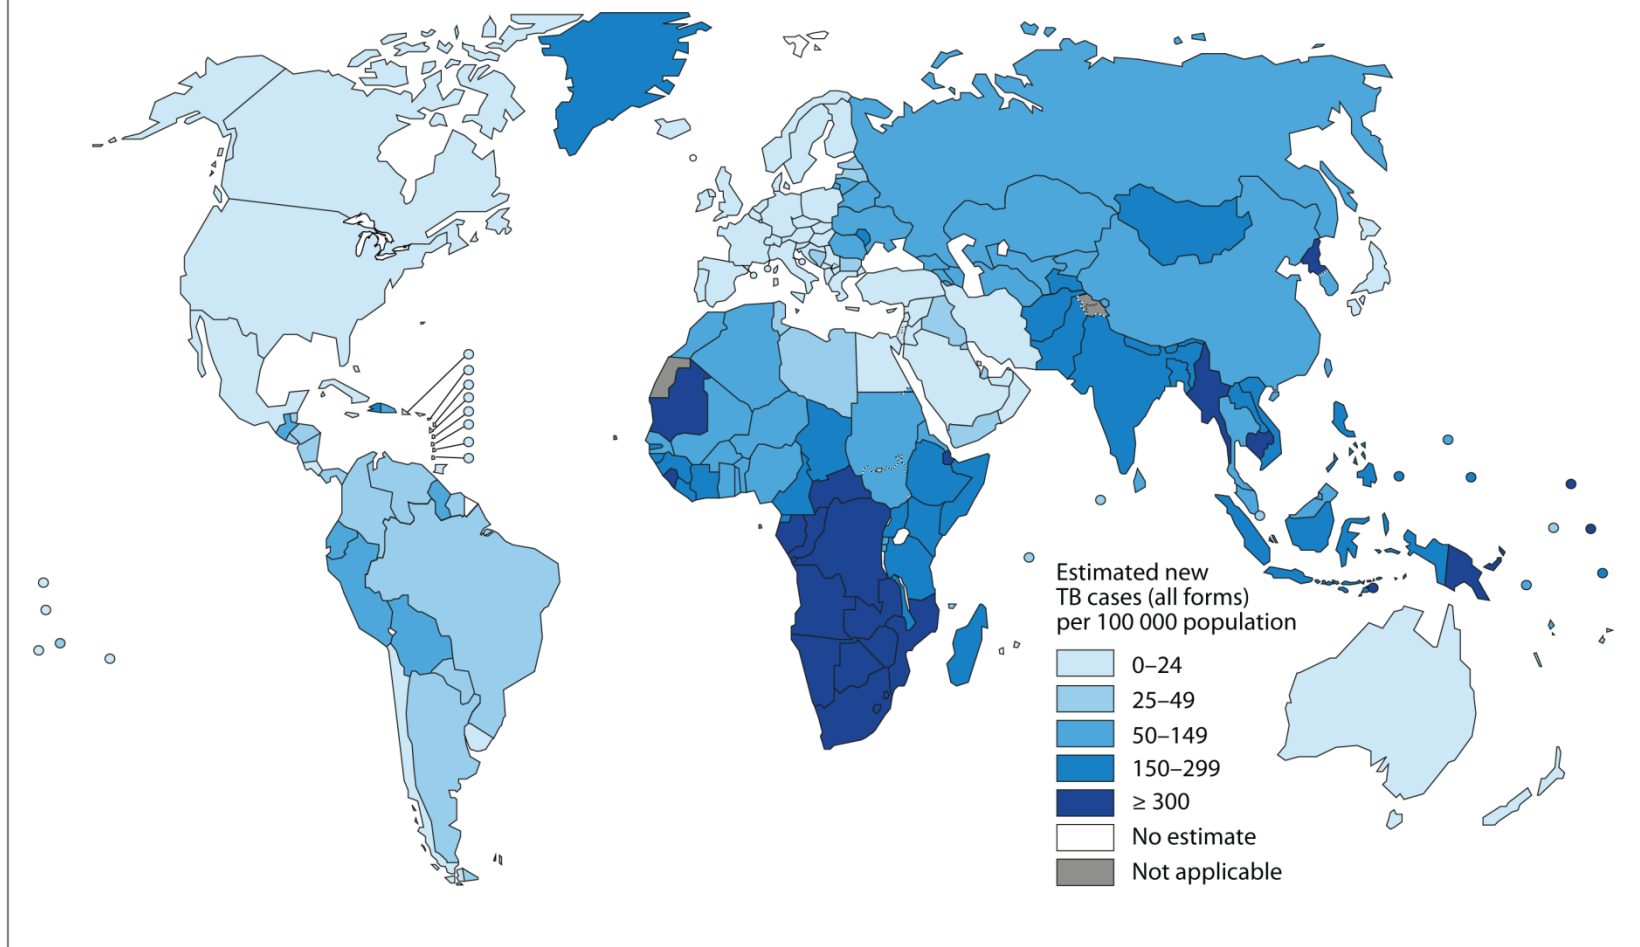 Estimated new
TB cases (all forms)
per 100 000 population
0–24
25–49
50–149
150–299
≥ 300
No estimate
Not applicable